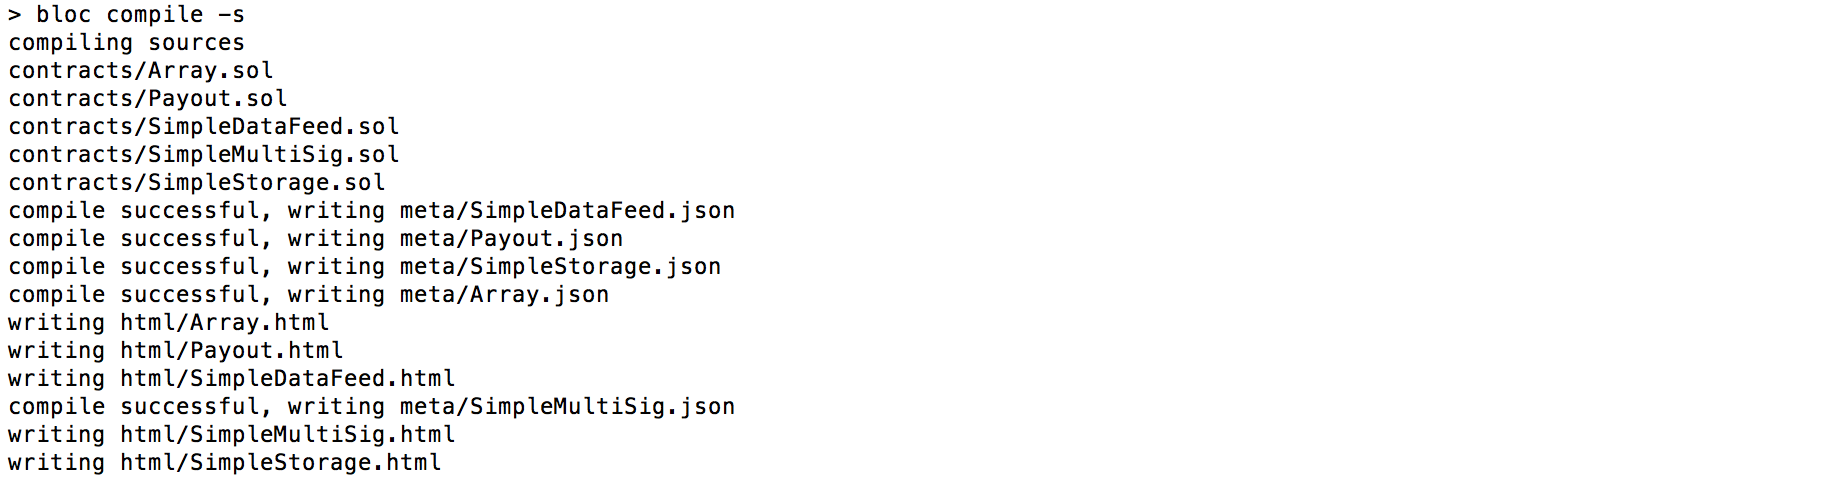 > bloc compile -s
compiling sources
contracts/Array.sol
contracts/Payout.sol
contracts/SimpleDataFeed.sol
contracts/SimpleMultiSig.sol
contracts/SimpleStorage.sol
compile successful, writing meta/SimpleDataFeed.json
compile successful, writing meta/Payout.json
compile successful, writing meta/SimpleStorage.json
compile successful, writing meta/Array.json
writing html/Array.html
writing html/Payout.html
writing html/SimpleDataFeed.html
compile successful, writing meta/SimpleMultiSig.json
writing html/SimpleMultiSig.html
writing html/SimpleStorage.html